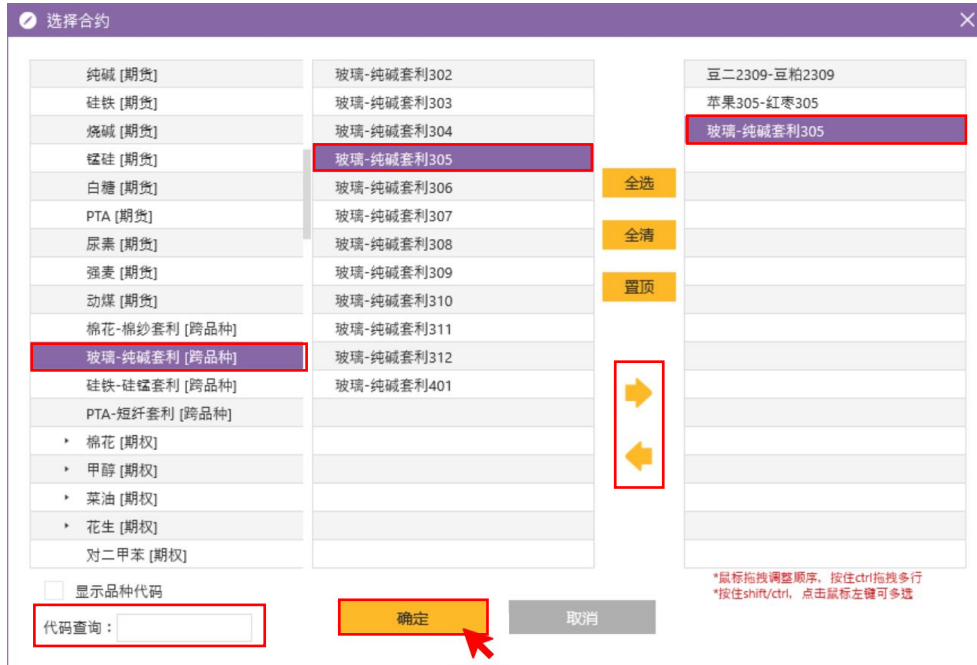 选择合约
纯碱 [期货]
硅铁 [期货]
烧碱 [期货]
锰硅 [期货]
白糖 [期货]
PTA [期货]
尿素 [期货]
强麦 [期货]
动煤 [期货]
棉花-棉纱套利 [跨品种]
玻璃-纯碱套利 [跨品种]
硅铁-硅锰套利 [跨品种]
PTA-短纤套利 [跨品种]
棉花 [期权]
甲醇 [期权]
菜油 [期权]
花生 [期权]
对二甲苯 [期权]
玻璃-纯碱套利302
玻璃-纯碱套利303
玻璃-纯碱套利304
玻璃-纯碱套利305
玻璃-纯碱套利306
玻璃-纯碱套利307
玻璃-纯碱套利308
玻璃-纯碱套利309
玻璃-纯碱套利310
玻璃-纯碱套利311
玻璃-纯碱套利312
玻璃-纯碱套利401
全选
全清
置顶
豆二2309-豆粕2309
苹果305-红枣305
玻璃-纯碱套利305
*鼠标拖拽调整顺序，按住ctrl拖拽多行
*按住shift/ctrl，点击鼠标左键可多选
显示品种代码
代码查询：
确定
取消